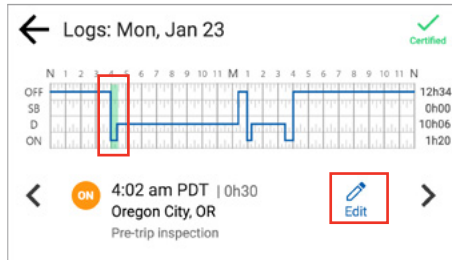 Logs: Mon, Jan 23
Certified
N 1 2 3 4 5 6 7 8 9 10 11 M 1 2 3 4 5 6 7 8 9 10 11 N
OFF 12h34
SB 0h00
D 10h06
ON 1h20
ON 4:02 am PDT | 0h30
Oregon City, OR
Edit
Pre-trip inspection